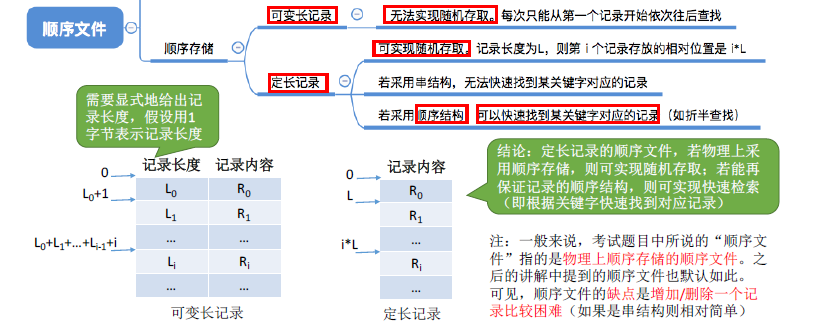 顺序文件
顺序存储
可变长记录
无法实现随机存取。每次只能从第一个记录开始依次往后查找
定长记录
可实现随机存取。记录长度为L，则第 i 个记录存放的相对位置是 i*L
若采用串结构，无法快速找到某关键字对应的记录
若采用顺序结构，可以快速找到某关键字对应的记录（如折半查找）
需要显式地给出记
录长度，假设用1
字节表示记录长度
记录长度 记录内容
0
L0 R0
L0+1
L1 R1
… …
L0+L1+…+Li-1+i
Li Ri
… …
可变长记录
记录内容
0
R0
L
R1
…
i*L
Ri
…
定长记录
结论：定长记录的顺序文件，若物理上采
用顺序存储，则可实现随机存取；若能再
保证记录的顺序结构，则可实现快速检索
（即根据关键字快速找到对应记录）
注：一般来说，考试题目中所说的“顺序文
件”指的是物理上顺序存储的顺序文件。之
后的讲解中提到的顺序文件也默认如此。
可见，顺序文件的缺点是增加/删除一个记
录比较困难（如果是串结构则相对简单）